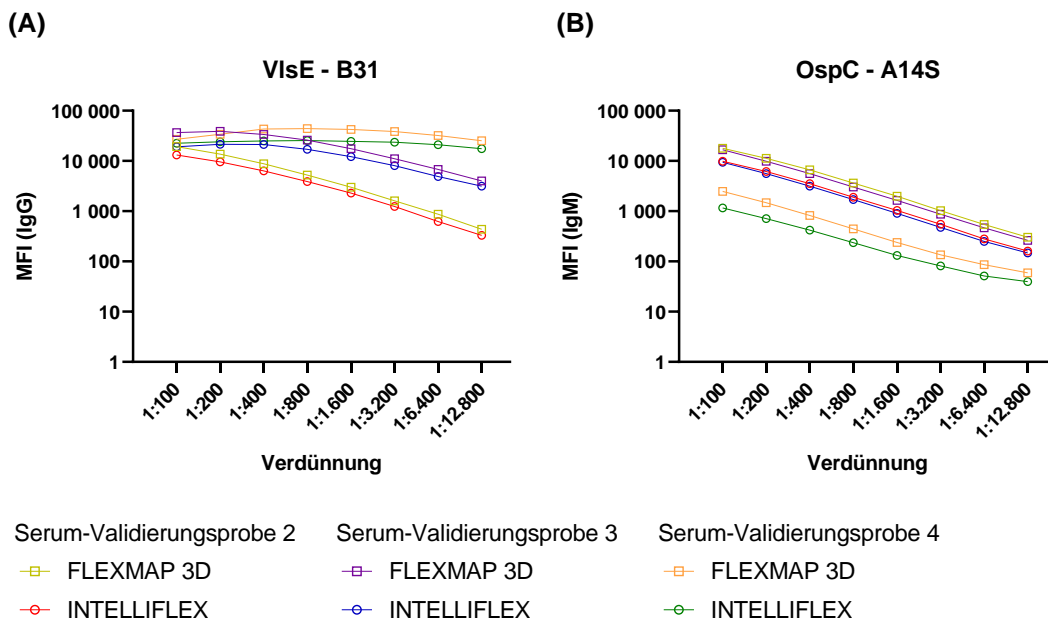 (A)
VlsE - B31
MFI (IgG)
100 000
10 000
1 000
100
10
1
1:100
1:200
1:400
1:800
1:1.600
1:3.200
1:6.400
1:12.800
Verdünnung
(B)
OspC - A14S
MFI (IgM)
100 000
10 000
1 000
100
10
1
1:100
1:200
1:400
1:800
1:1.600
1:3.200
1:6.400
1:12.800
Verdünnung
Serum-Validierungsprobe 2
FLEXMAP 3D
INTELLIFLEX
Serum-Validierungsprobe 3
FLEXMAP 3D
INTELLIFLEX
Serum-Validierungsprobe 4
FLEXMAP 3D
INTELLIFLEX